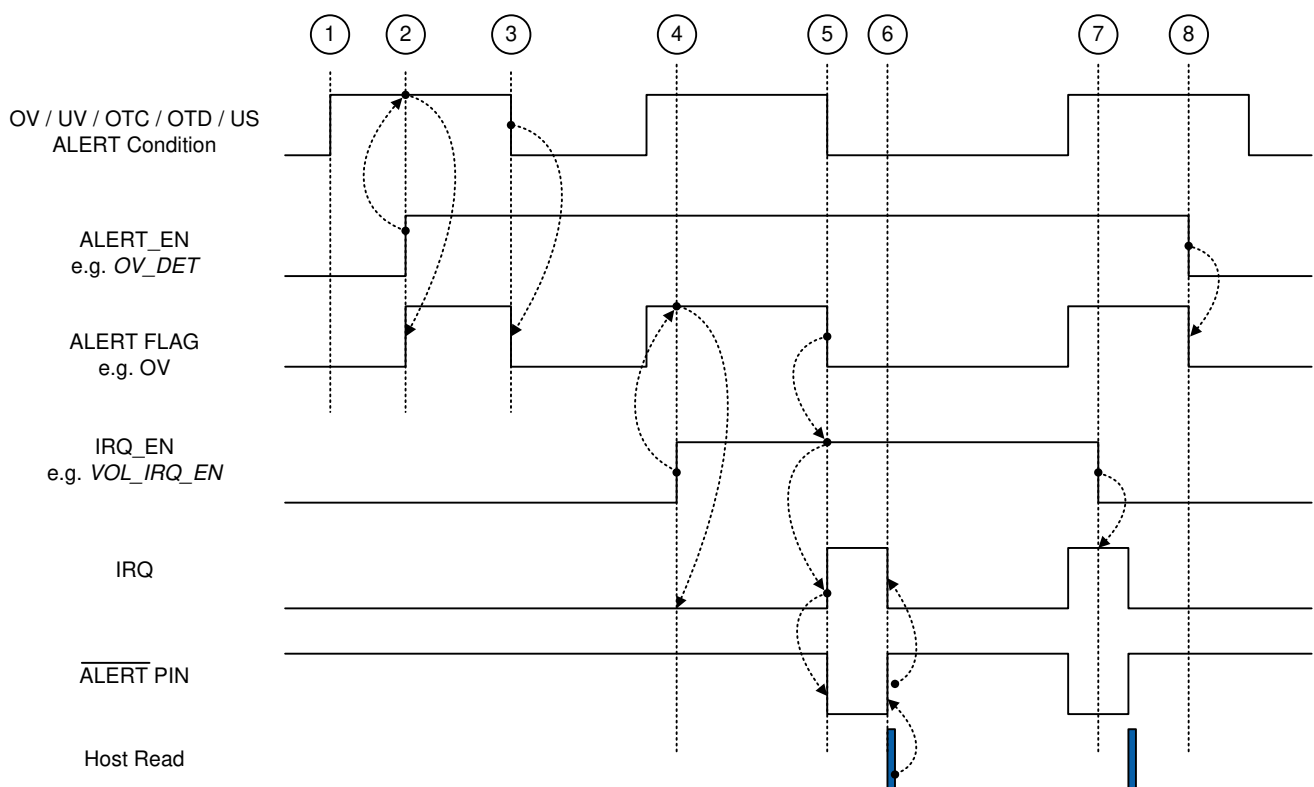 1 2 3 4 5 6 7 8
OV / UV / OTC / OTD / US
ALERT Condition
ALERT_EN
e.g. OV_DET
ALERT FLAG
e.g. OV
IRQ_EN
e.g. VOL_IRQ_EN
IRQ
ALERT PIN
Host Read